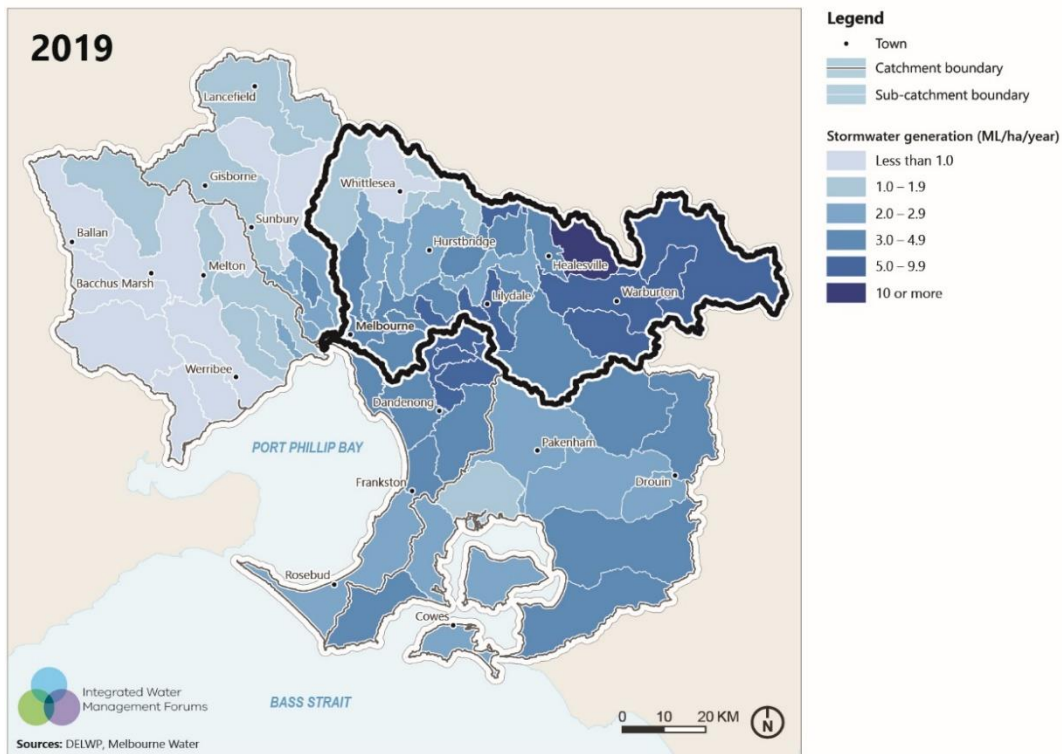 2019
Legend
Town
Catchment boundary
Sub-catchment boundary
Stormwater generation (ML/ha/year)
Less than 1.0
1.0 – 1.9
2.0 – 2.9
3.0 – 4.9
5.0 – 9.9
10 or more
Lancefield
Gisborne
Whittlesea
Sunbury
Ballan
Hurstbridge
Healesville
Melton
Bacchus Marsh
Lilydale
Warburton
Melbourne
Werribee
Dandenong
PORT PHILLIP BAY
Pakenham
Frankston
Drouin
Rosebud
Cowes
Integrated Water
Management Forums
BASS STRAIT
0 10 20 KM
N
Sources: DELWP, Melbourne Water